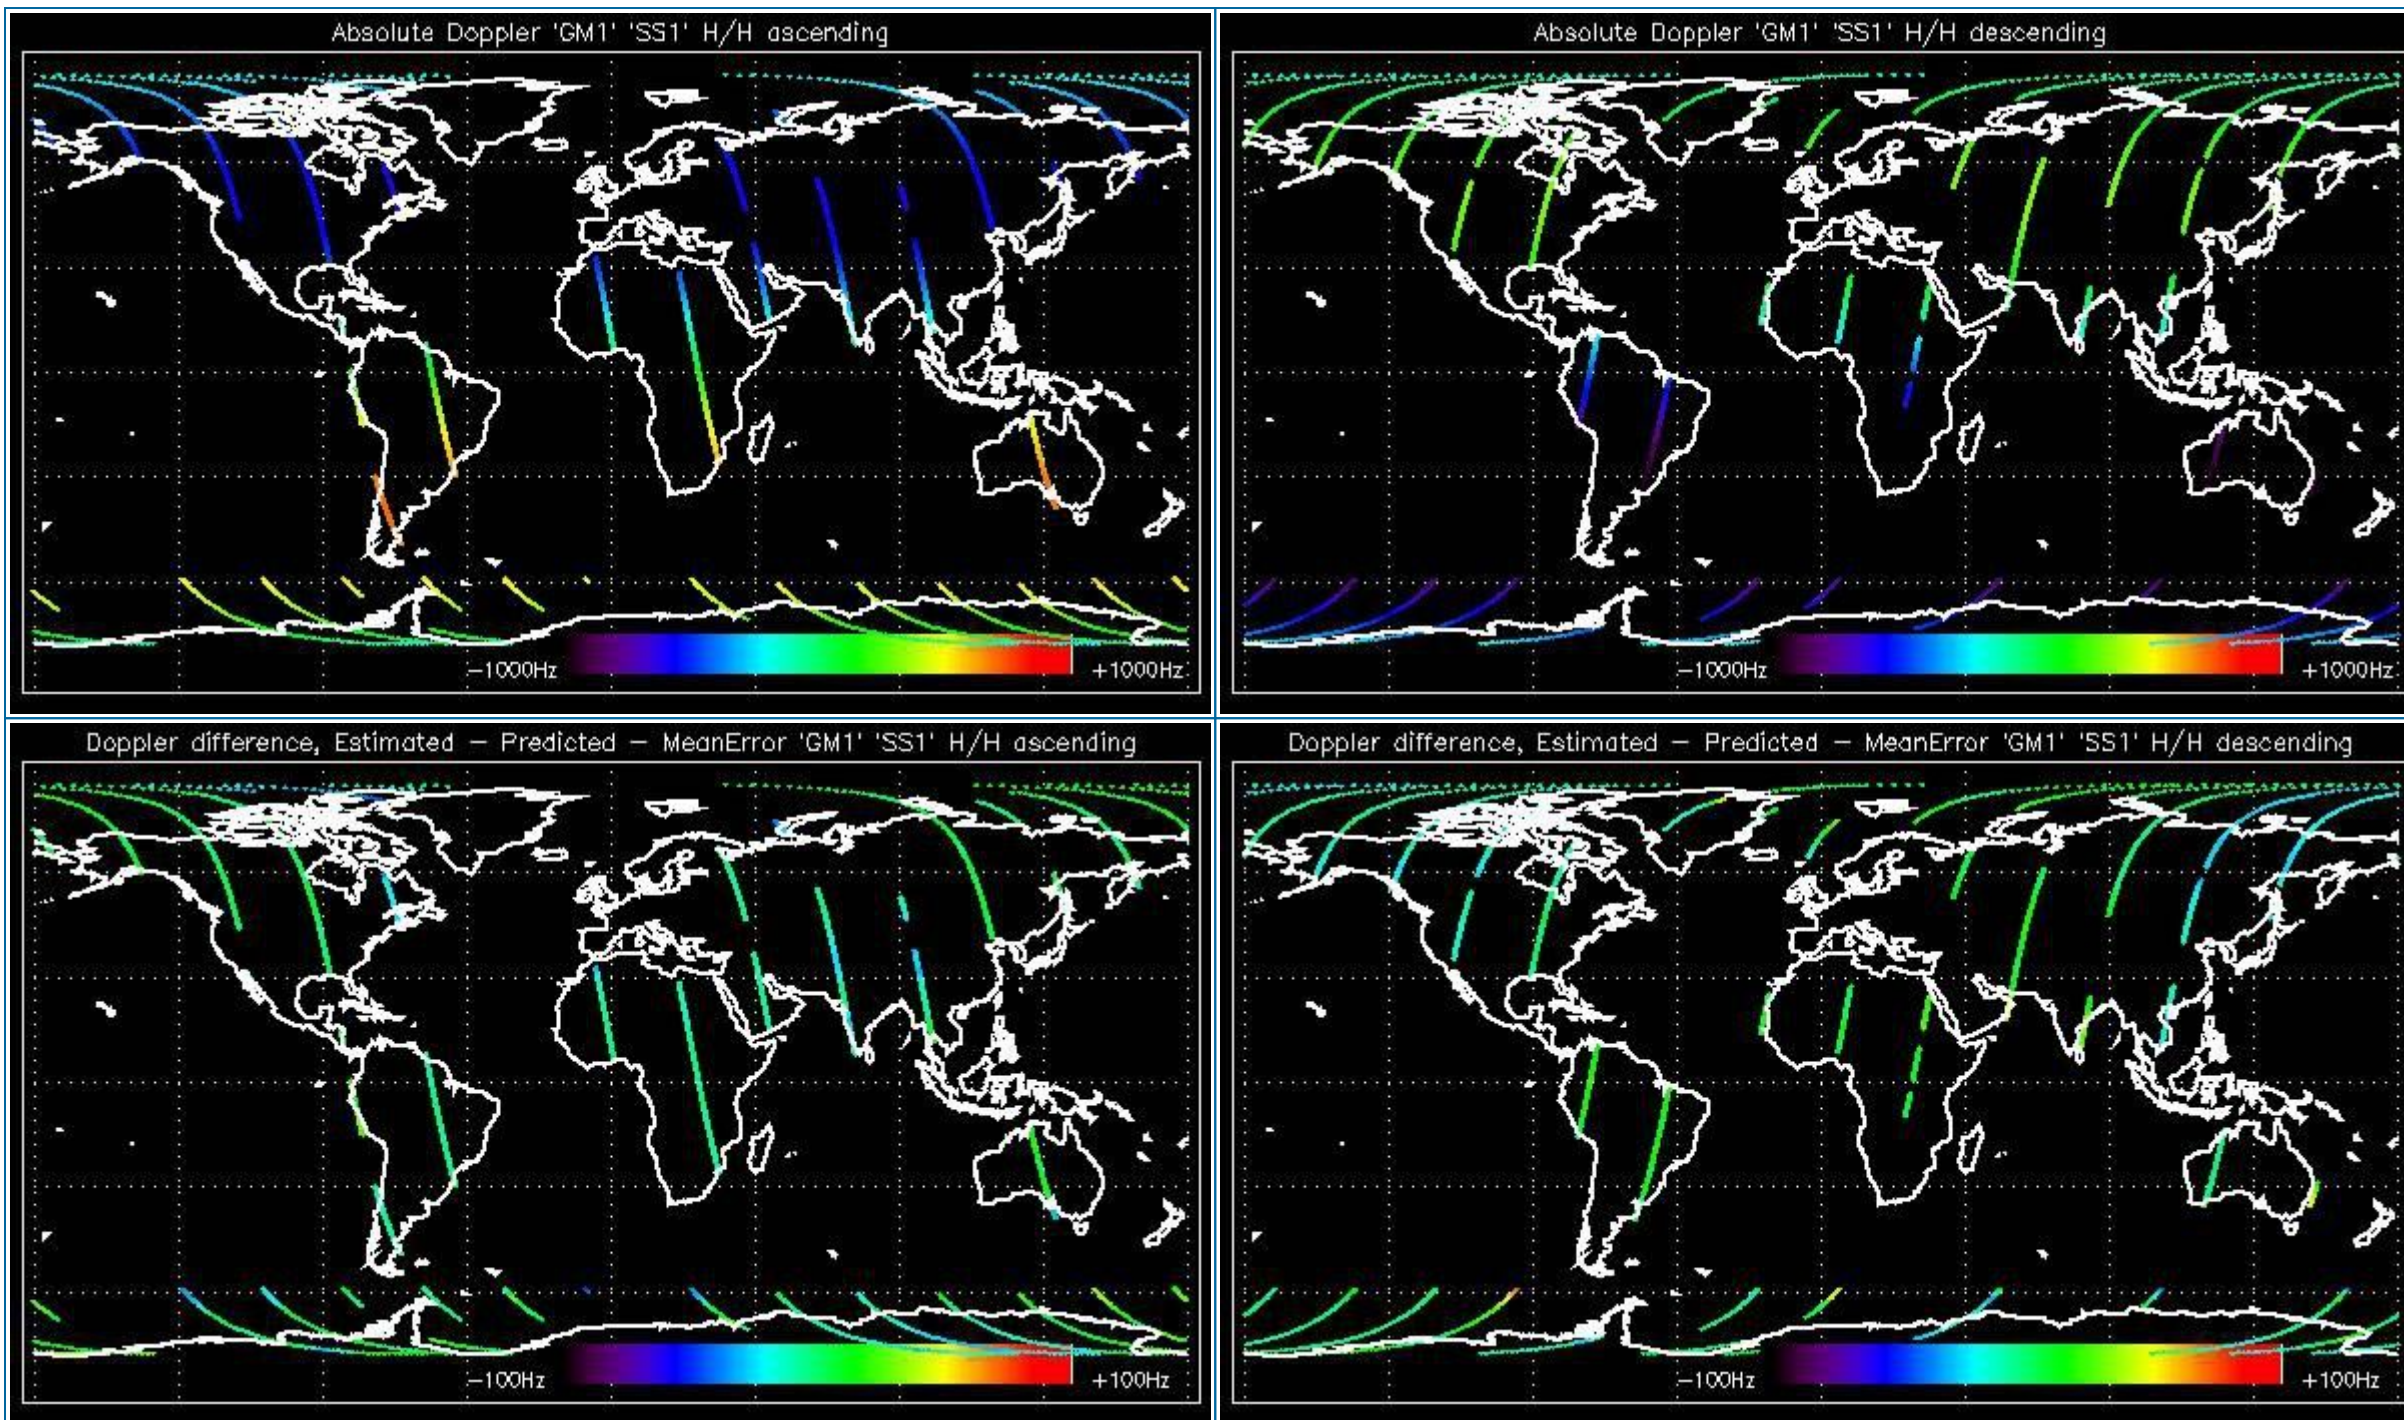 Absolute Doppler 'GM1' 'SS1' H/H ascending
-1000Hz
+1000Hz
Absolute Doppler 'GM1' 'SS1' H/H descending
-1000Hz
+1000Hz
Doppler difference, Estimated - Predicted - MeanError 'GM1' 'SS1' H/H ascending
-100Hz
+100Hz
Doppler difference, Estimated - Predicted - MeanError 'GM1' 'SS1' H/H descending
-100Hz
+100Hz